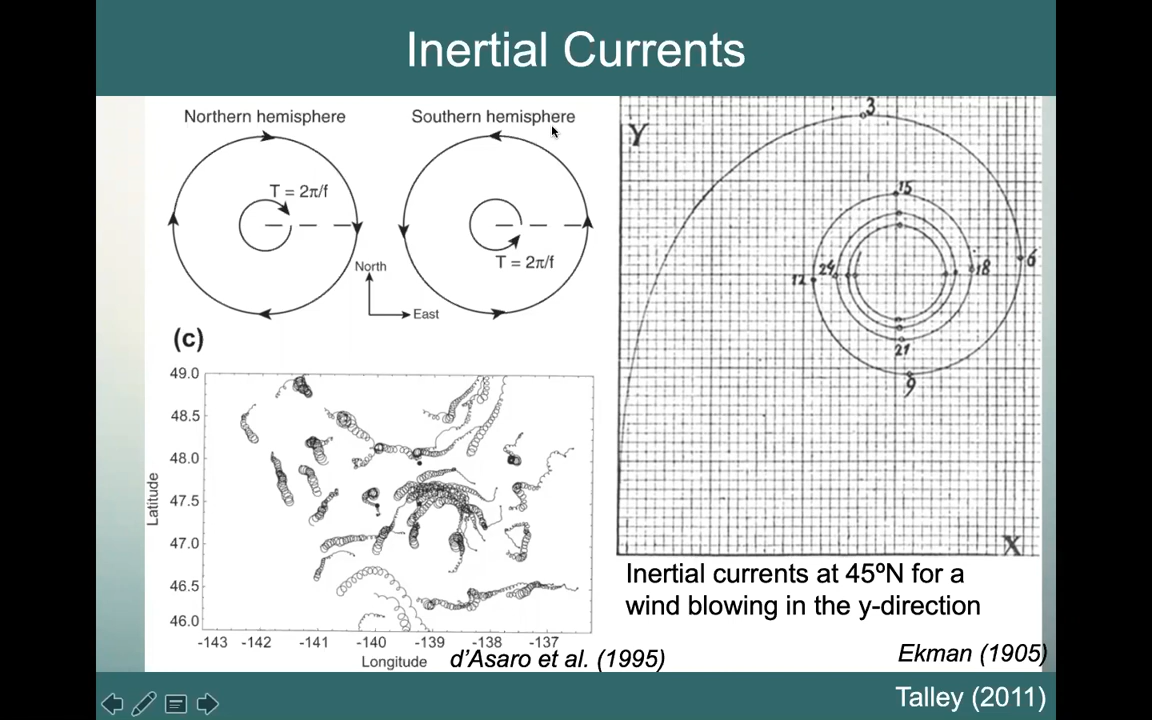 Inertial Currents
Northern hemisphere
Southern hemisphere
T = 2π/f
T = 2π/f
North
East
(c)
49.0
48.5
48.0
47.5
47.0
46.5
46.0
Latitude
-143 -142 -141 -140 -139 -138 -137
Longitude
d'Asaro et al. (1995)
Y
3
15
6
18
24
12
21
9
X
Inertial currents at 45ºN for a
wind blowing in the y-direction
Ekman (1905)
Talley (2011)